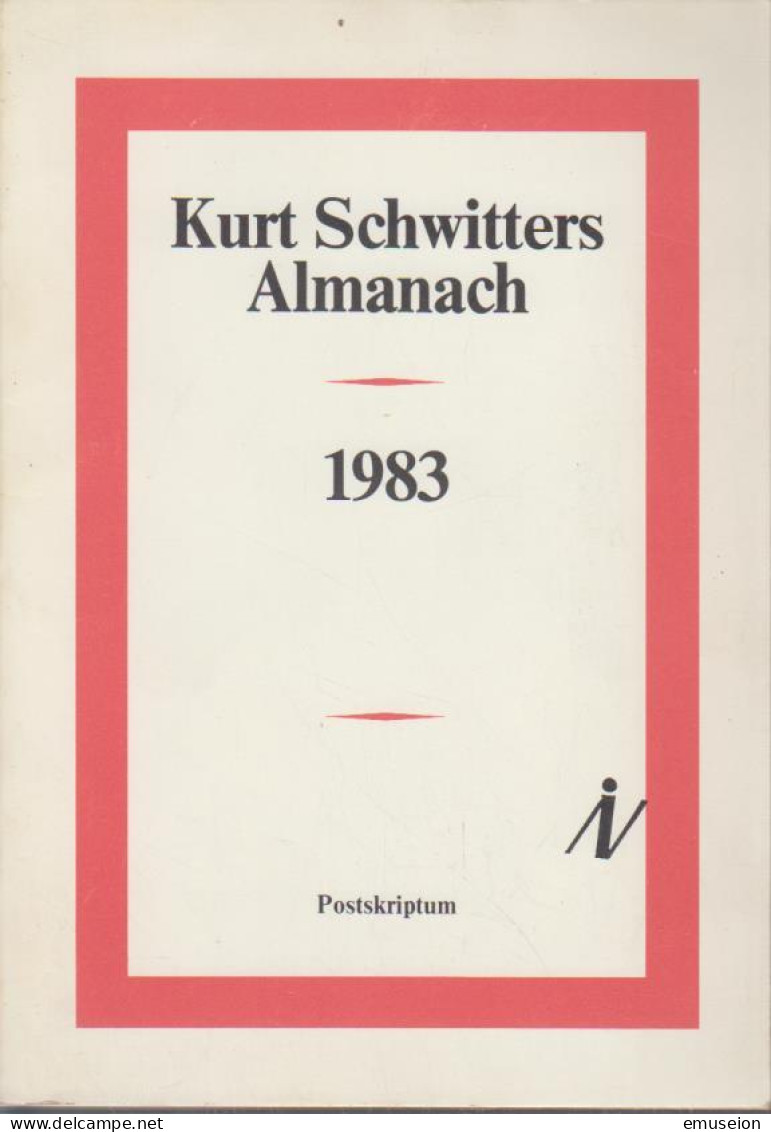 Kurt Schwitters
Almanach
1983
i
Postskriptum
www.delcampe.net
emuseion